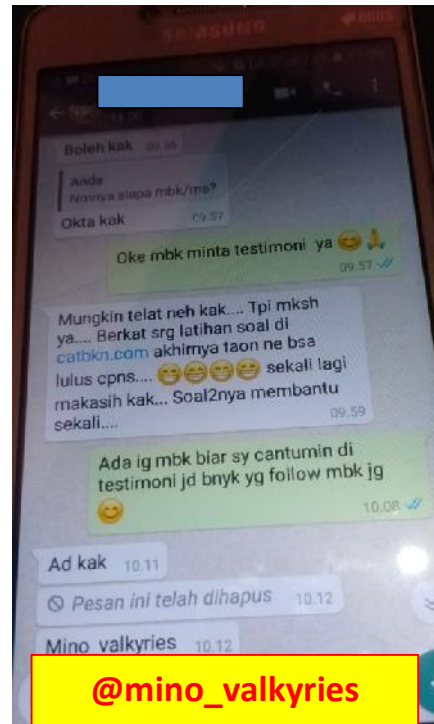 SAMSUNG
Boleh kak 09.56
Anda
Nmnya siapa mbk/ms?
Okta kak 09.57
Oke mbk minta testimoni ya 😊🙏
09.57
Mungkin telat neh kak.... Tpi mksh
ya.... Berkat srg latihan soal di
catbkn.com akhirnya taon ne bsa
lulus cpns.... 😁😁😁😁 sekali lagi
makasih kak... Soal2nya membantu
sekali.... 09.59
Ada ig mbk biar sy cantumin di
testimoni jd bnyk yg follow mbk jg
😊 10.08
Ad kak 10.11
Pesan ini telah dihapus 10.12
Mino_valkyries 10.12
@mino_valkyries